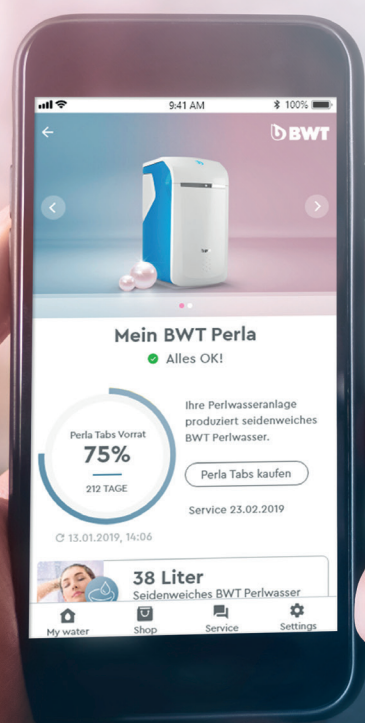 9:41 AM
100%
BWT
Mein BWT Perla
Alles OK!
Perla Tabs Vorrat
75%
212 TAGE
13.01.2019, 14:06
Ihre Perlwasseranlage
produziert seidenweiches
BWT Perlwasser.
Perla Tabs kaufen
Service 23.02.2019
38 Liter
Seidenweiches BWT Perlwasser
My water
Shop
Service
Settings